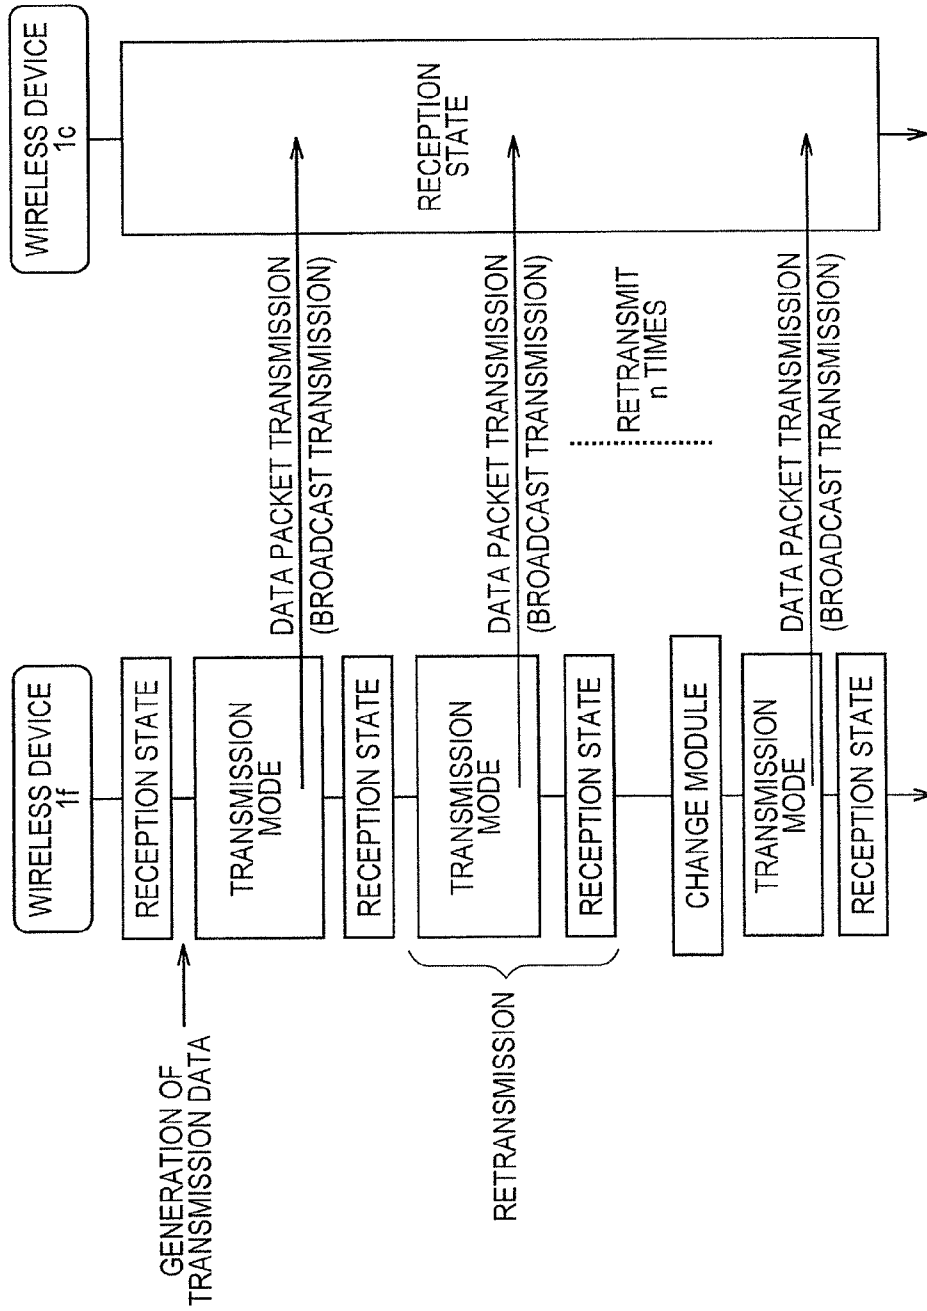 WIRELESS DEVICE
1f
WIRELESS DEVICE
1c
RECEPTION STATE
GENERATION OF
TRANSMISSION DATA
TRANSMISSION
MODE
DATA PACKET TRANSMISSION
(BROADCAST TRANSMISSION)
RECEPTION
STATE
RECEPTION STATE
RETRANSMISSION
TRANSMISSION
MODE
DATA PACKET TRANSMISSION
(BROADCAST TRANSMISSION)
RECEPTION STATE
RETRANSMIT
n TIMES
CHANGE MODULE
TRANSMISSION
MODE
DATA PACKET TRANSMISSION
(BROADCAST TRANSMISSION)
RECEPTION STATE